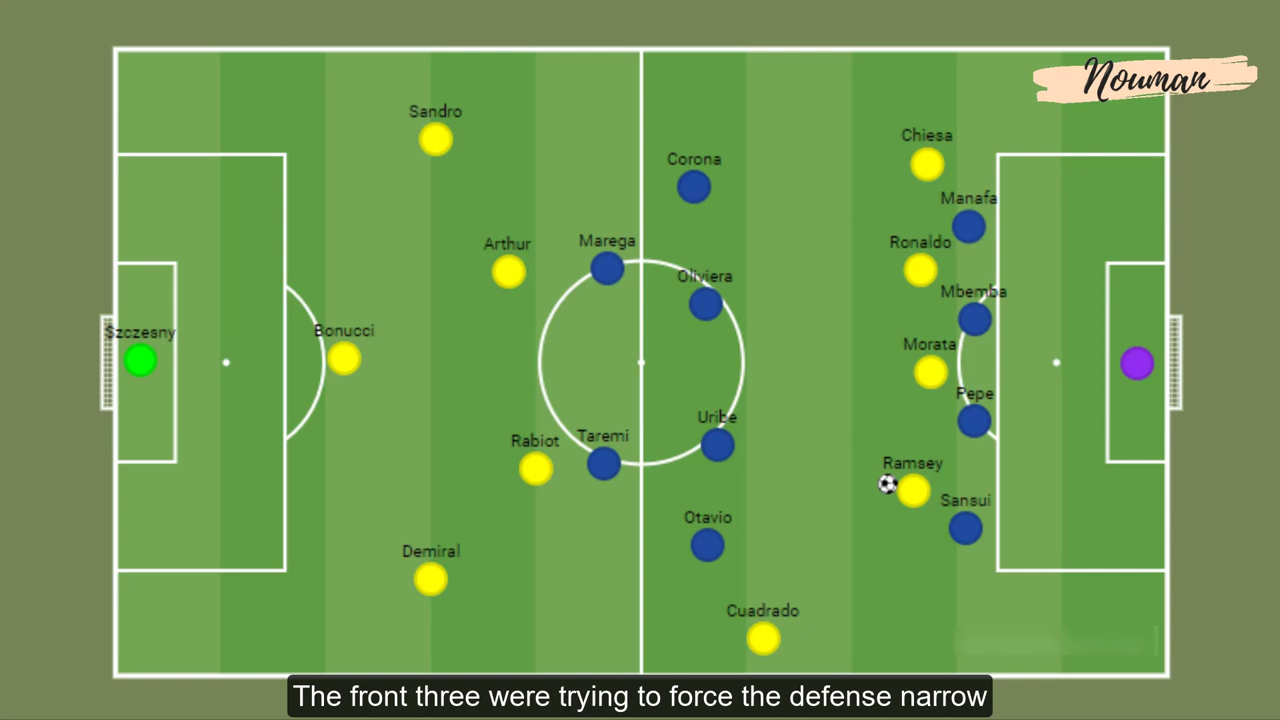 Nouman
Sandro
Chiesa
Corona
Manafa
Arthur
Marega
Ronaldo
Oliviera
Mbemba
Szczesny
Bonucci
Morata
Pepe
Uribe
Rabiot
Taremi
Ramsey
Sansui
Otavio
Demiral
Cuadrado
The front three were trying to force the defense narrow